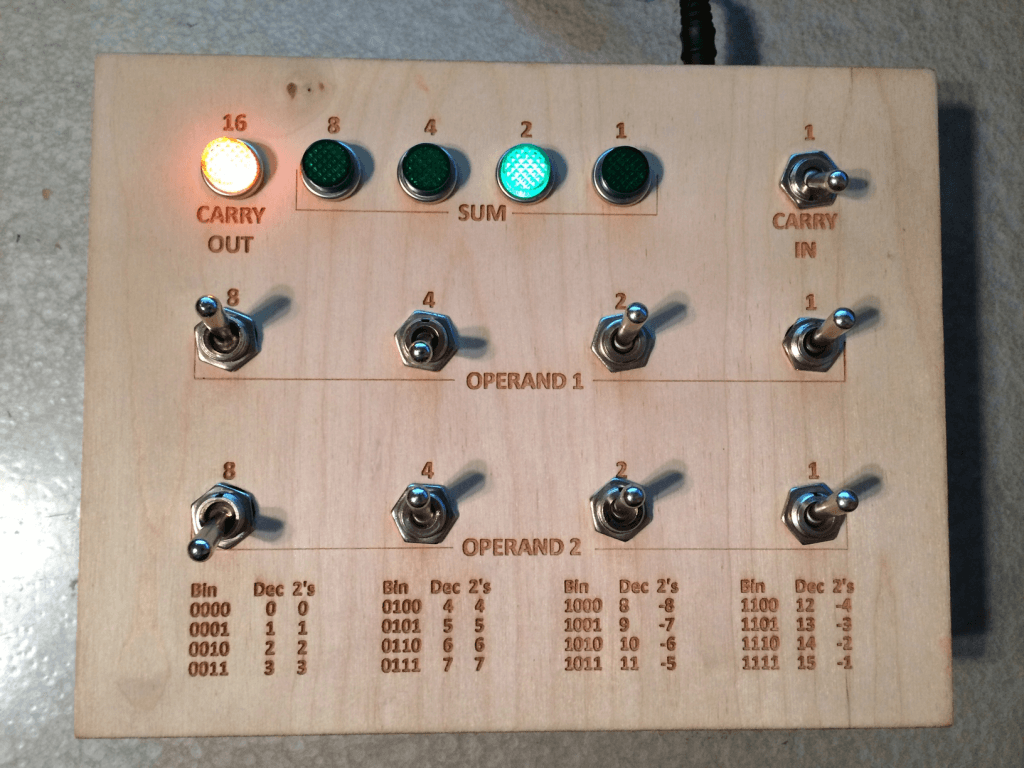 16 8 4 2 1 1
CARRY OUT SUM CARRY IN
8 4 2 1
OPERAND 1
8 4 2 1
OPERAND 2
Bin Dec 2's Bin Dec 2's Bin Dec 2's Bin Dec 2's
0000 0 0 0100 4 4 1000 8 -8 1100 12 -4
0001 1 1 0101 5 5 1001 9 -7 1101 13 -3
0010 2 2 0110 6 6 1010 10 -6 1110 14 -2
0011 3 3 0111 7 7 1011 11 -5 1111 15 -1